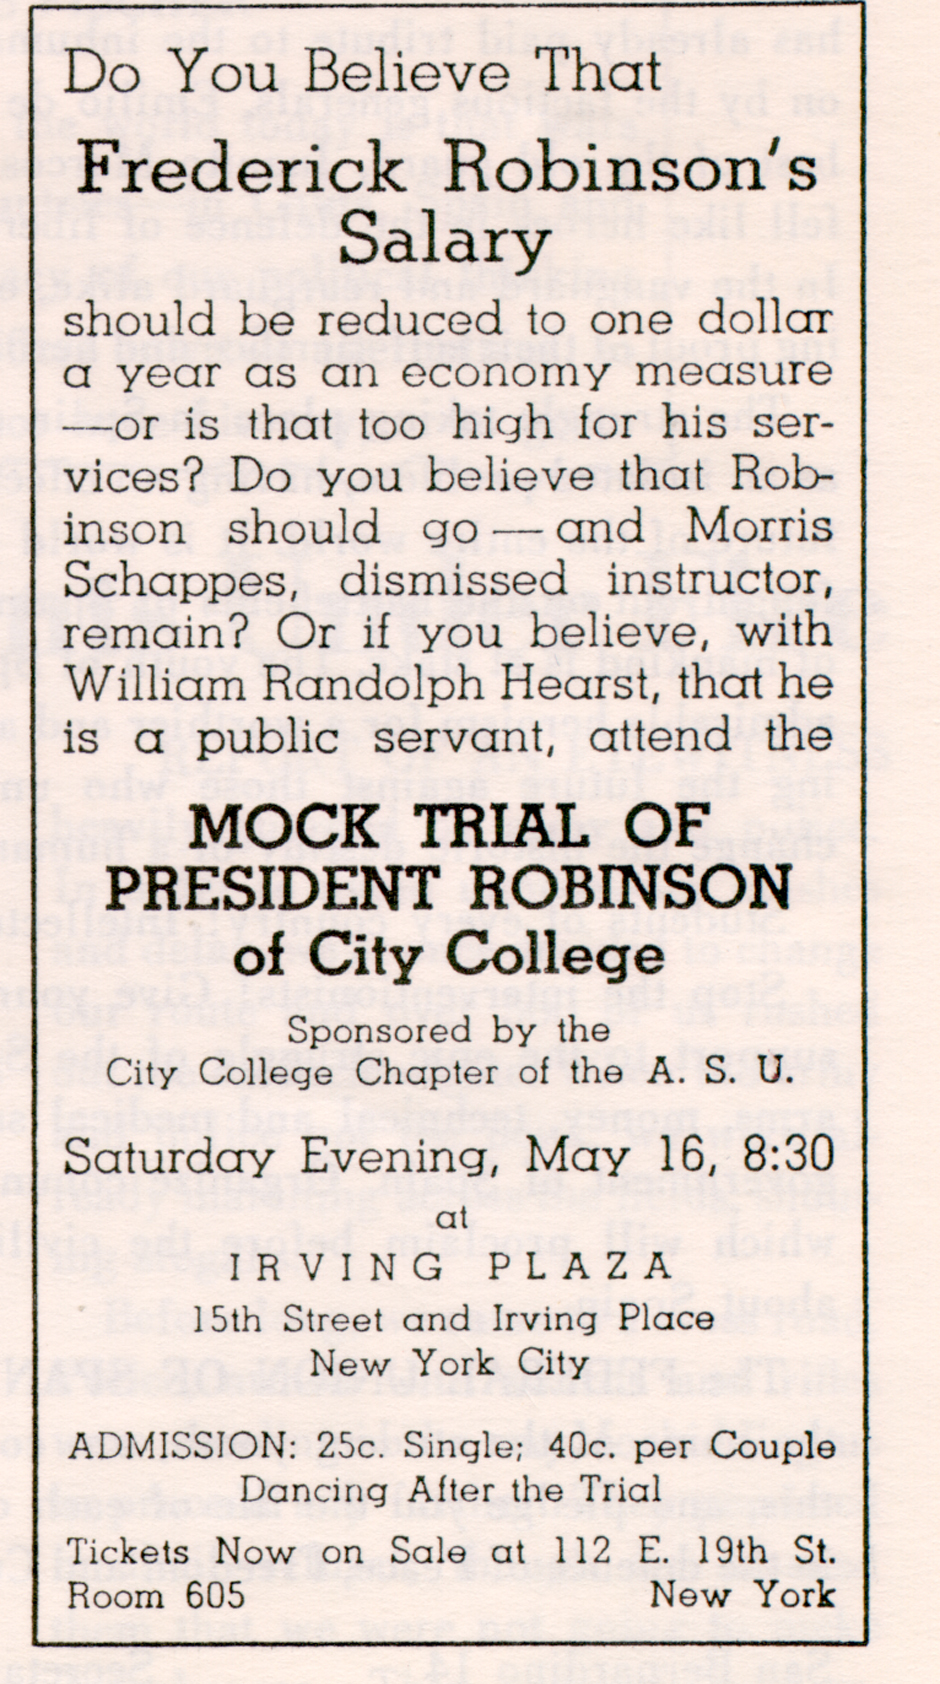 Do You Believe That
Frederick Robinson's
Salary
should be reduced to one dollar
a year as an economy measure
—or is that too high for his ser-
vices? Do you believe that Rob-
inson should go — and Morris
Schappes, dismissed instructor,
remain? Or if you believe, with
William Randolph Hearst, that he
is a public servant, attend the
MOCK TRIAL OF
PRESIDENT ROBINSON
of City College
Sponsored by the
City College Chapter of the A. S. U.
Saturday Evening, May 16, 8:30
at
IRVING PLAZA
15th Street and Irving Place
New York City
ADMISSION: 25c. Single; 40c. per Couple
Dancing After the Trial
Tickets Now on Sale at 112 E. 19th St.
Room 605 New York